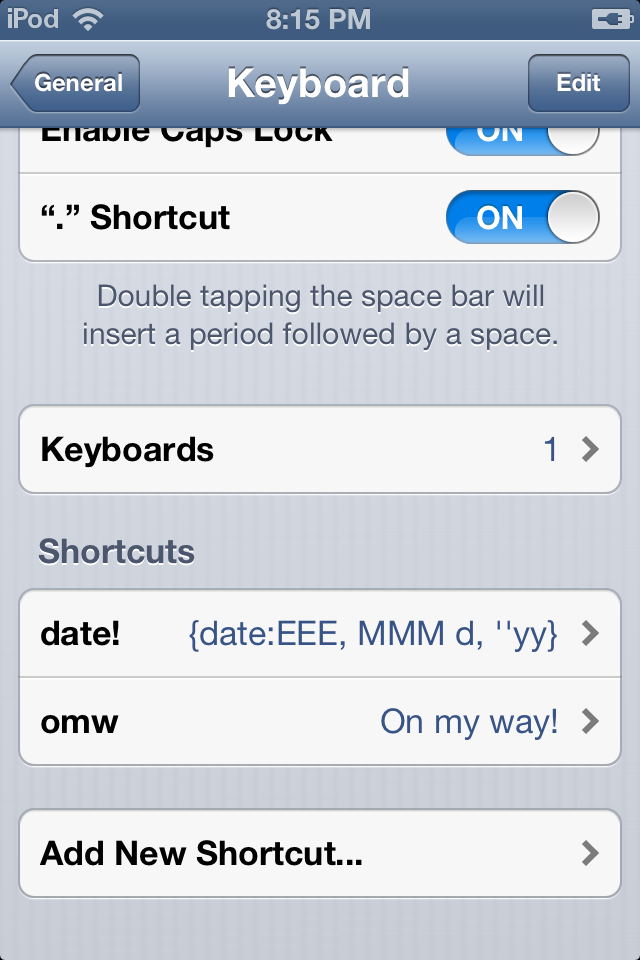 iPod 8:15 PM
General Keyboard Edit
Enable Caps Lock ON
“.” Shortcut ON
Double tapping the space bar will
insert a period followed by a space.
Keyboards 1
Shortcuts
date! {date:EEE, MMM d, ''yy}
omw On my way!
Add New Shortcut...